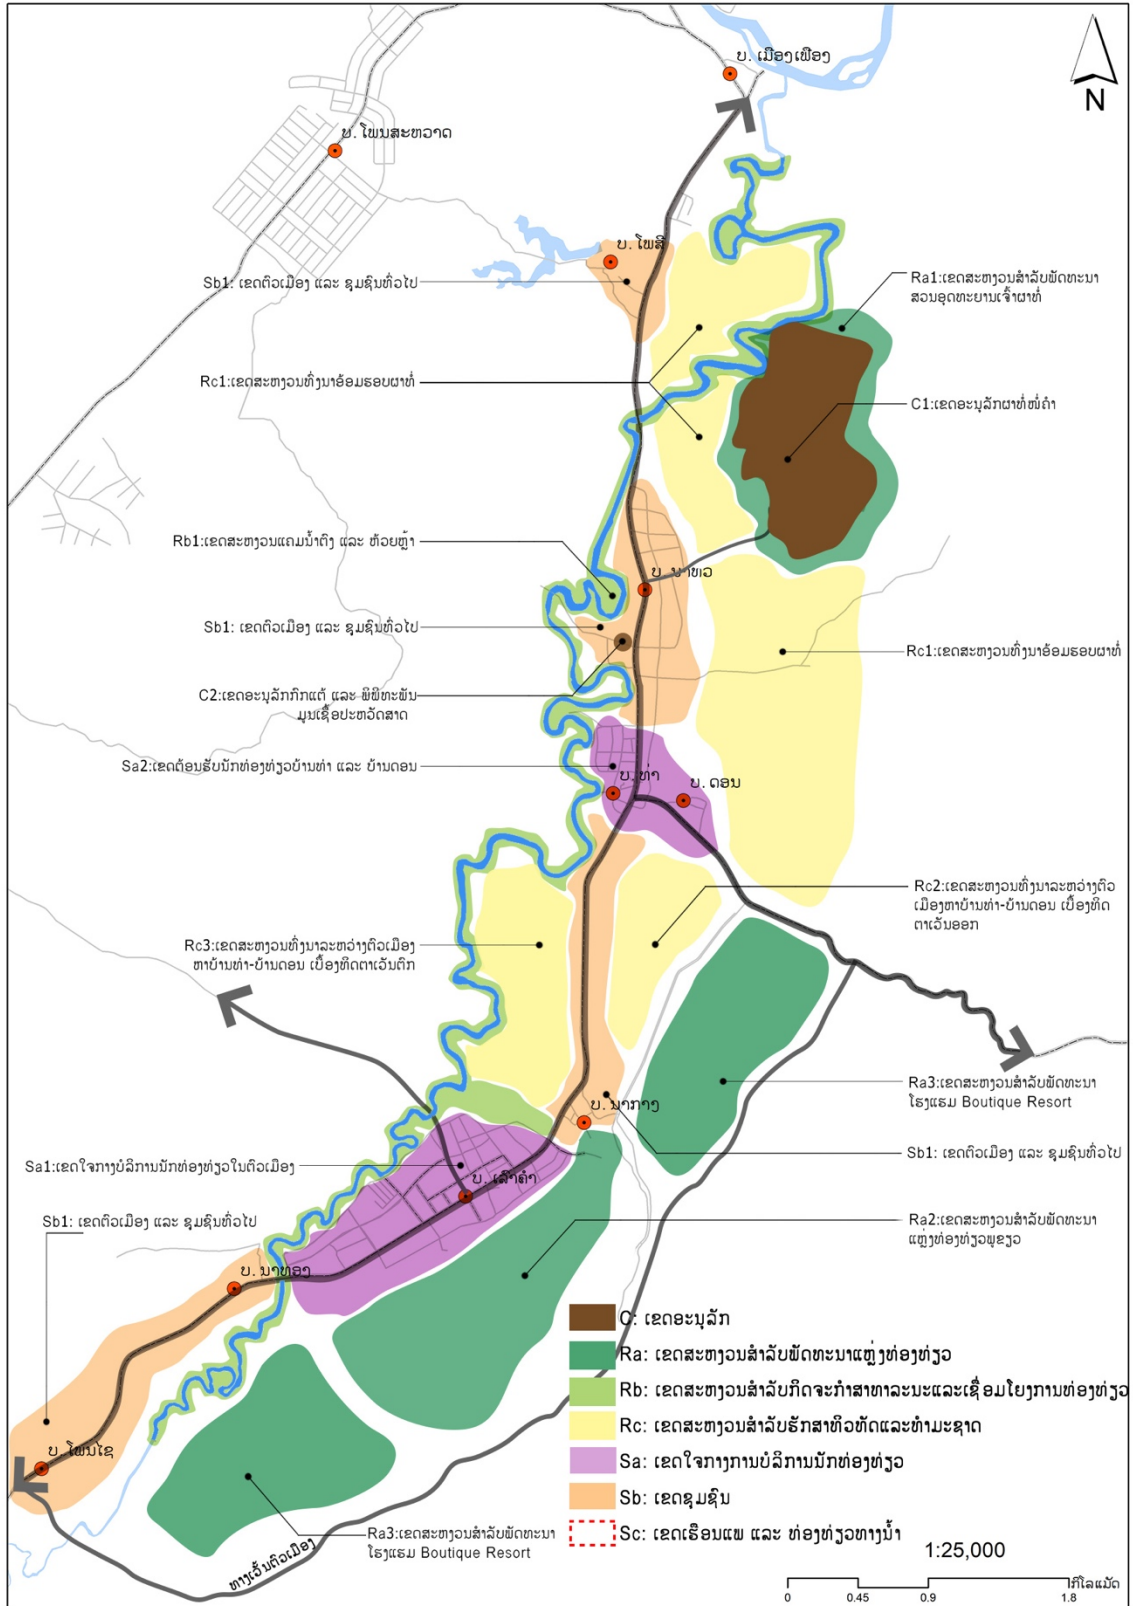 ບ. ເມືອງເຟືອງ
N
ບ. ໂພນສະຫວາດ
ບ. ໂພສີ
Sb1: ເຂດຕົວເມືອງ ແລະ ຊຸມຊົນທົ່ວໄປ
Ra1:ເຂດສະຫງວນສຳລັບພັດທະນາ
ສວນອຸດທະຍານເຈົ້າຜາທໍ່
Rc1:ເຂດສະຫງວນທົ່ງນາອ້ອມຮອບຜາທໍ່
C1:ເຂດອະນຸລັກຜາທໍ່ໜໍ່ຄຳ
Rb1:ເຂດສະຫງວນແຄມນ້ຳຕົງ ແລະ ຫ້ວຍຫຼ້າ
ບ. ນາຫວ
Sb1: ເຂດຕົວເມືອງ ແລະ ຊຸມຊົນທົ່ວໄປ
Rc1:ເຂດສະຫງວນທົ່ງນາອ້ອມຮອບຜາທໍ່
C2:ເຂດອະນຸລັກກົກແຕ້ ແລະ ພິພິທະພັນ
ມູນເຊື້ອປະຫວັດສາດ
Sa2:ເຂດຕ້ອນຮັບນັກທ່ອງທ່ຽວບ້ານທ່າ ແລະ ບ້ານດອນ
ບ. ທ່າ
ບ. ດອນ
Rc2:ເຂດສະຫງວນທົ່ງນາລະຫວ່າງຕົວ
ເມືອງຫາບ້ານທ່າ-ບ້ານດອນ ເບື້ອງທິດ
ຕາເວັນອອກ
Rc3:ເຂດສະຫງວນທົ່ງນາລະຫວ່າງຕົວເມືອງ
ຫາບ້ານທ່າ-ບ້ານດອນ ເບື້ອງທິດຕາເວັນຕົກ
Ra3:ເຂດສະຫງວນສຳລັບພັດທະນາ
ໂຮງແຮມ Boutique Resort
ບ. ນາກາງ
Sb1: ເຂດຕົວເມືອງ ແລະ ຊຸມຊົນທົ່ວໄປ
Sa1:ເຂດໃຈກາງບໍລິການນັກທ່ອງທ່ຽວໃນຕົວເມືອງ
ບ. ເລົ່າຄຳ
Sb1: ເຂດຕົວເມືອງ ແລະ ຊຸມຊົນທົ່ວໄປ
Ra2:ເຂດສະຫງວນສຳລັບພັດທະນາ
ແຫຼ່ງທ່ອງທ່ຽວພູຂຽວ
ບ. ນາທອງ
C: ເຂດອະນຸລັກ
Ra: ເຂດສະຫງວນສຳລັບພັດທະນາແຫຼ່ງທ່ອງທ່ຽວ
Rb: ເຂດສະຫງວນສຳລັບກິດຈະກຳສາທາລະນະແລະເຊື່ອມໂຍງການທ່ອງທ່ຽວ
Rc: ເຂດສະຫງວນສຳລັບຮັກສາທິວທັດແລະທຳມະຊາດ
Sa: ເຂດໃຈກາງການບໍລິການນັກທ່ອງທ່ຽວ
ບ. ໂພນໄຊ
Sb: ເຂດຊຸມຊົນ
Sc: ເຂດເຮືອນແພ ແລະ ທ່ອງທ່ຽວທາງນ້ຳ
Ra3:ເຂດສະຫງວນສຳລັບພັດທະນາ
ໂຮງແຮມ Boutique Resort
ທາງເວັ້ນຕົວເມືອງ
1:25,000
ກິໂລແມັດ
0 0.45 0.9 1.8